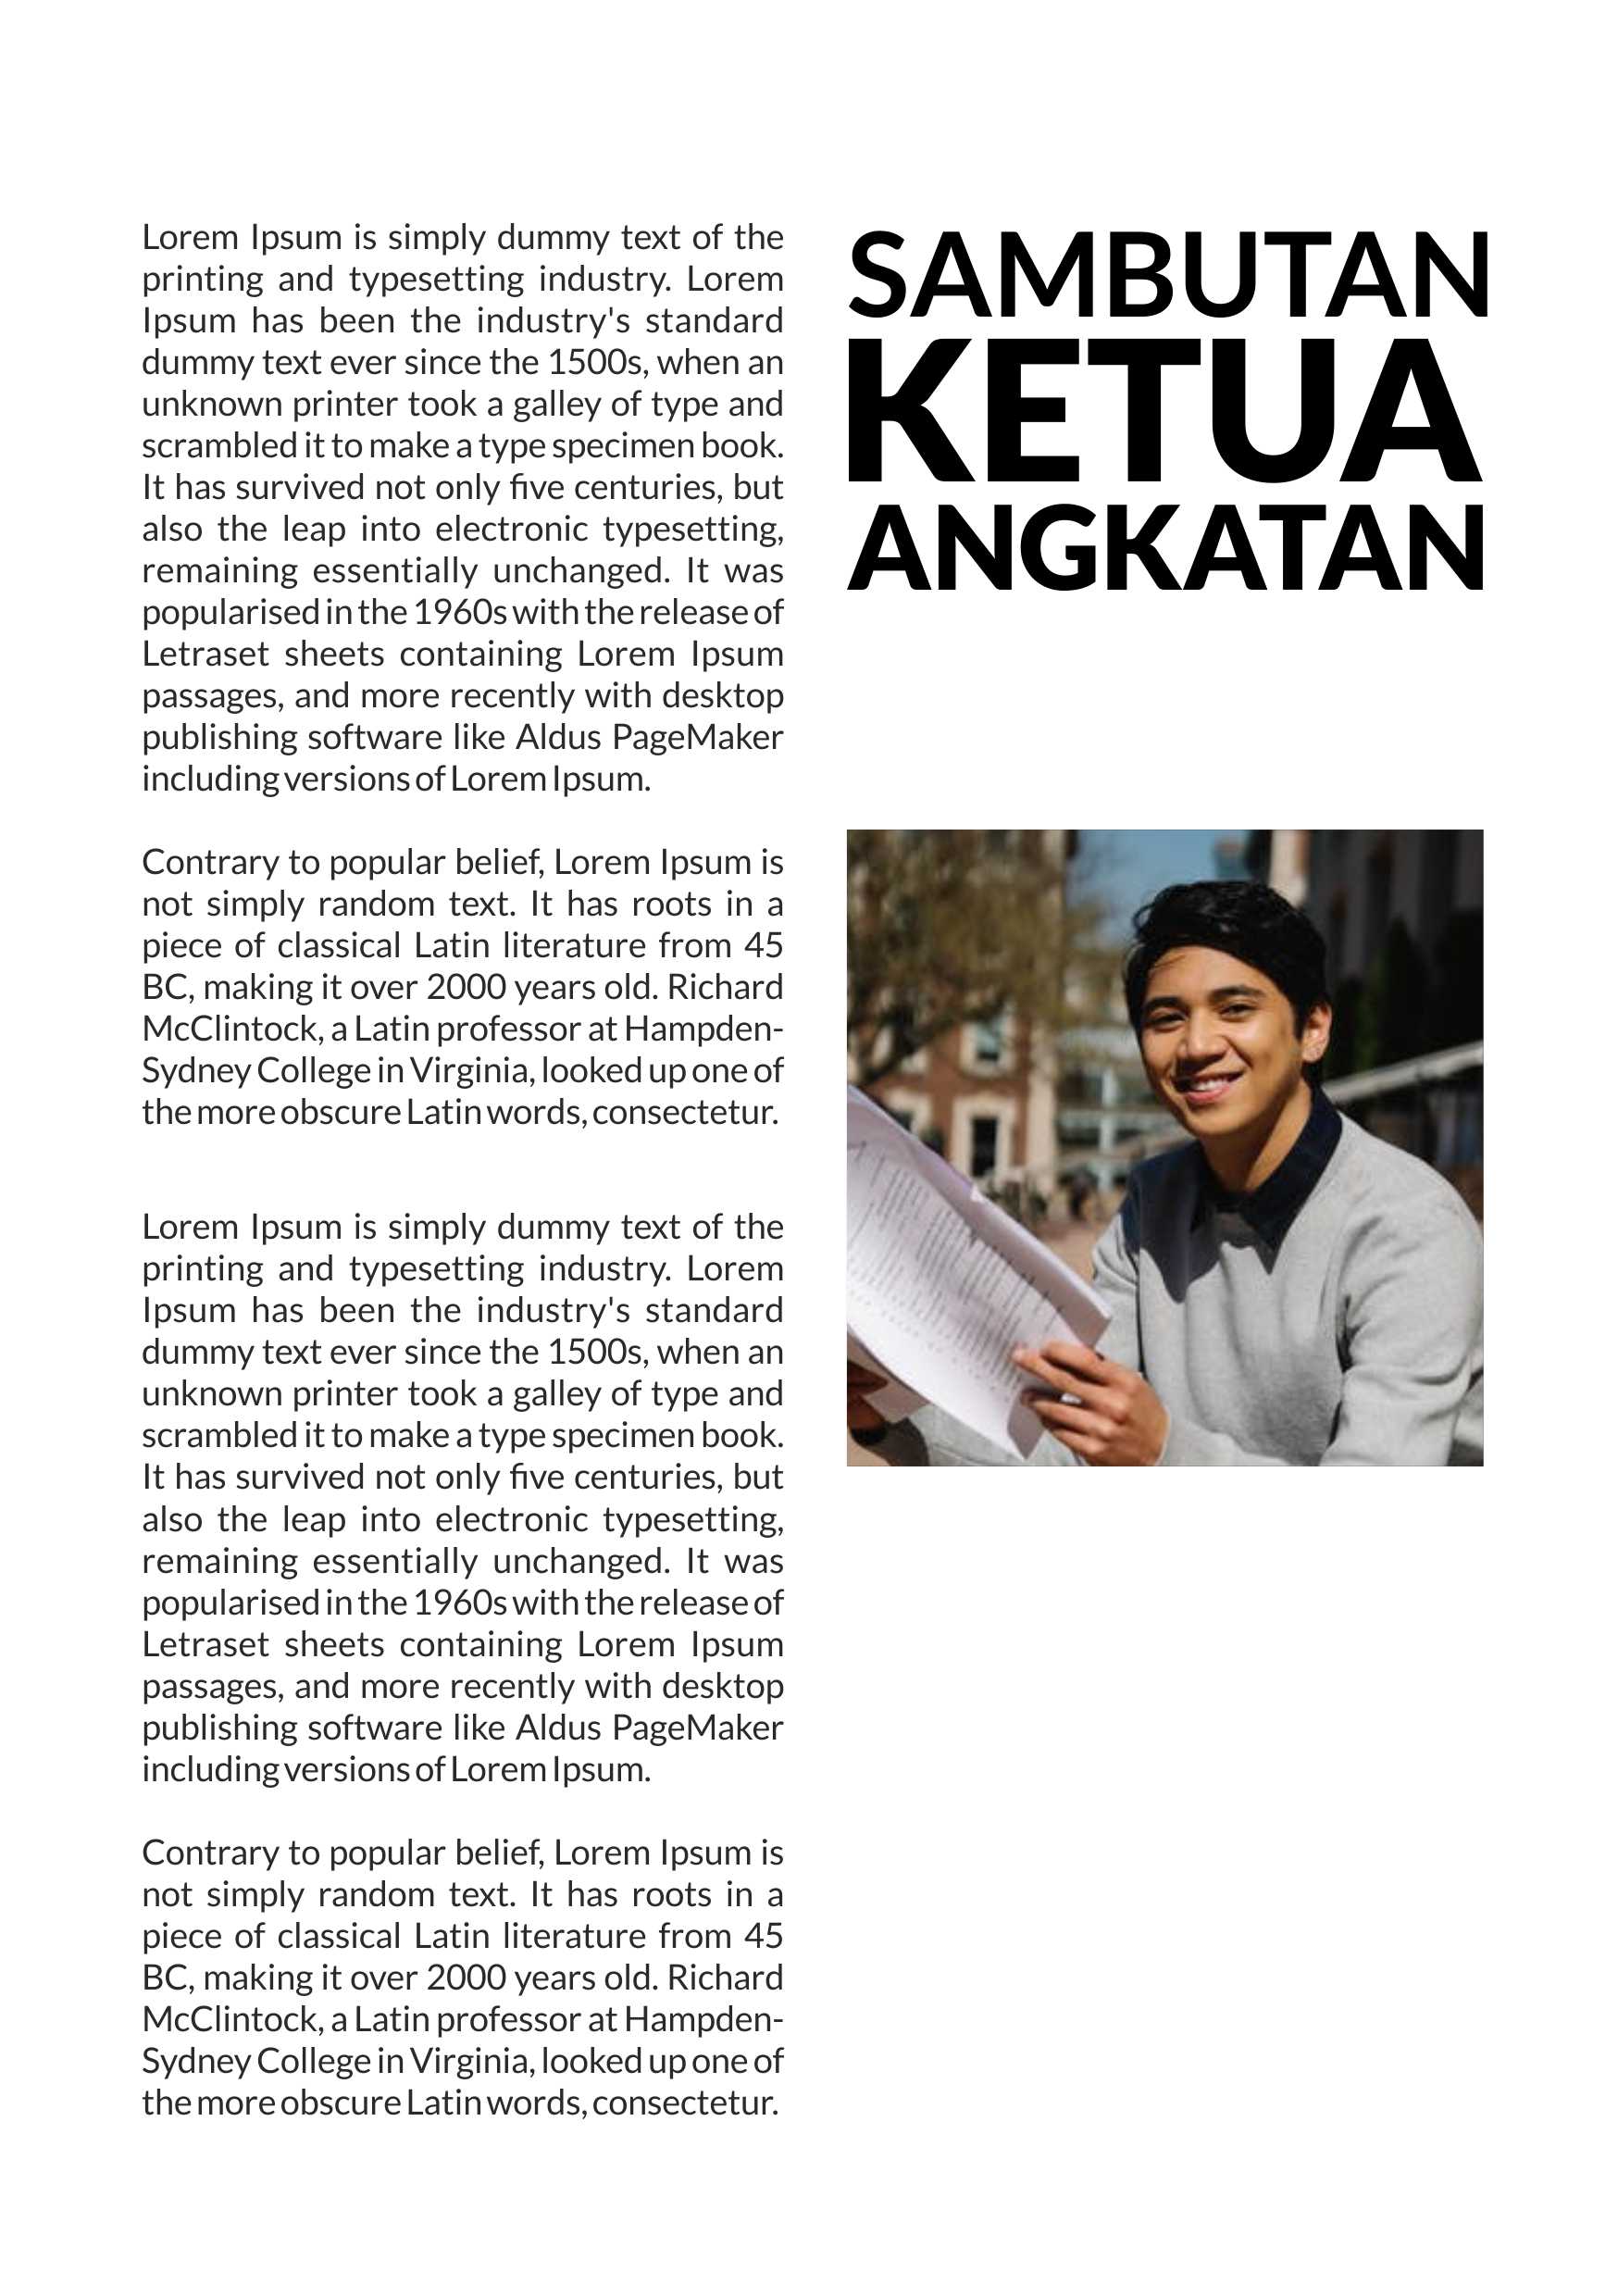 Lorem Ipsum is simply dummy text of the
printing and typesetting industry. Lorem
Ipsum has been the industry's standard
dummy text ever since the 1500s, when an
unknown printer took a galley of type and
scrambled it to make a type specimen book.
It has survived not only five centuries, but
also the leap into electronic typesetting,
remaining essentially unchanged. It was
popularised in the 1960s with the release of
Letraset sheets containing Lorem Ipsum
passages, and more recently with desktop
publishing software like Aldus PageMaker
including versions of Lorem Ipsum.
Contrary to popular belief, Lorem Ipsum is
not simply random text. It has roots in a
piece of classical Latin literature from 45
BC, making it over 2000 years old. Richard
McClintock, a Latin professor at Hampden-
Sydney College in Virginia, looked up one of
the more obscure Latin words, consectetur.
Lorem Ipsum is simply dummy text of the
printing and typesetting industry. Lorem
Ipsum has been the industry's standard
dummy text ever since the 1500s, when an
unknown printer took a galley of type and
scrambled it to make a type specimen book.
It has survived not only five centuries, but
also the leap into electronic typesetting,
remaining essentially unchanged. It was
popularised in the 1960s with the release of
Letraset sheets containing Lorem Ipsum
passages, and more recently with desktop
publishing software like Aldus PageMaker
including versions of Lorem Ipsum.
Contrary to popular belief, Lorem Ipsum is
not simply random text. It has roots in a
piece of classical Latin literature from 45
BC, making it over 2000 years old. Richard
McClintock, a Latin professor at Hampden-
Sydney College in Virginia, looked up one of
the more obscure Latin words, consectetur.
SAMBUTAN
KETUA
ANGKATAN